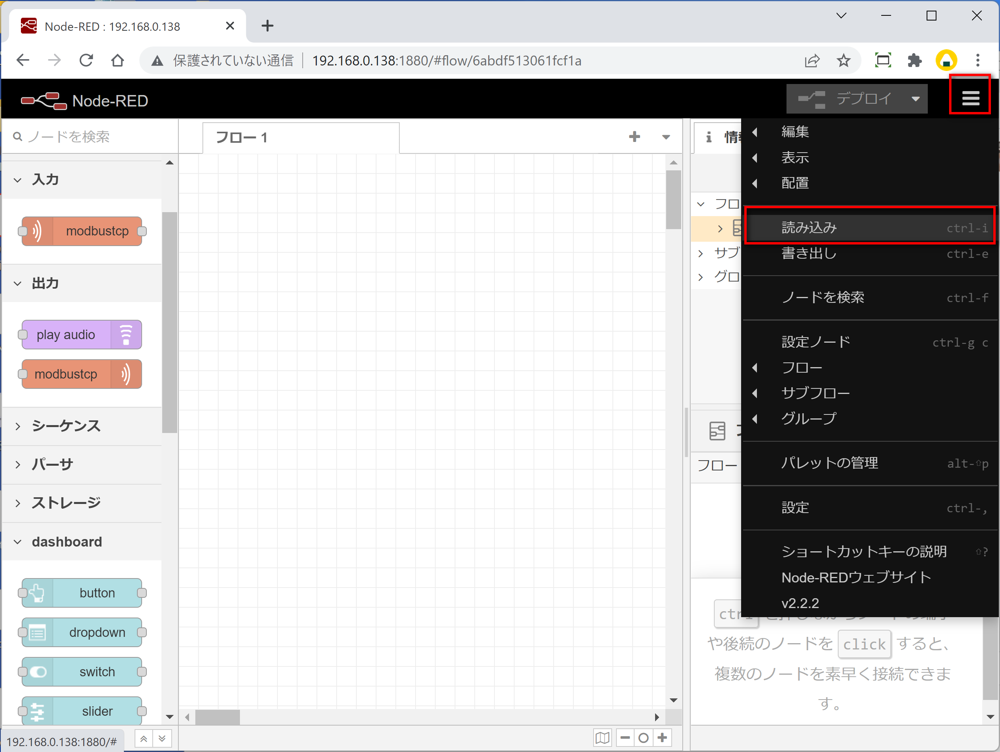 Node-RED : 192.168.0.138
保護されていない通信
192.168.0.138:1880/#flow/6abdf513061fcf1a
Node-RED
デプロイ
ノードを検索
フロー 1
情
編集
表示
配置
読み込み ctrl-i
書き出し ctrl-e
ノードを検索 ctrl-f
設定ノード ctrl-g c
フロー
サブフロー
グループ
パレットの管理 alt-⇧p
設定 ctrl-,
ショートカットキーの説明 ⇧?
Node-REDウェブサイト
v2.2.2
入力
modbustcp
出力
play audio
modbustcp
シーケンス
パーサ
ストレージ
dashboard
button
dropdown
switch
slider
フロ
サブ
グロ
フロー
や後続のノードを click すると、
複数のノードを素早く接続できま
す。
192.168.0.138:1880/#